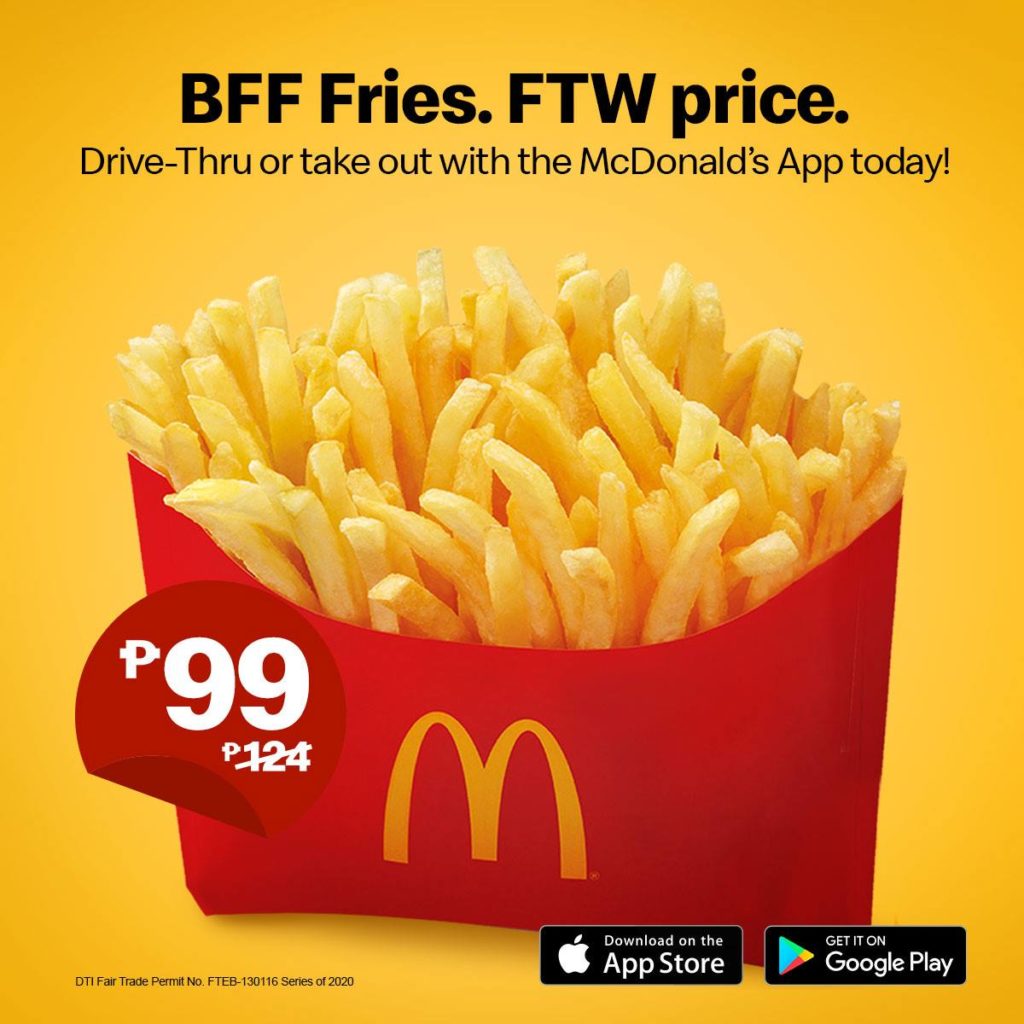 BFF Fries. FTW price.
Drive-Thru or take out with the McDonald's App today!
₱99
₱124
Download on the
App Store
GET IT ON
Google Play
DTI Fair Trade Permit No. FTEB-130116 Series of 2020